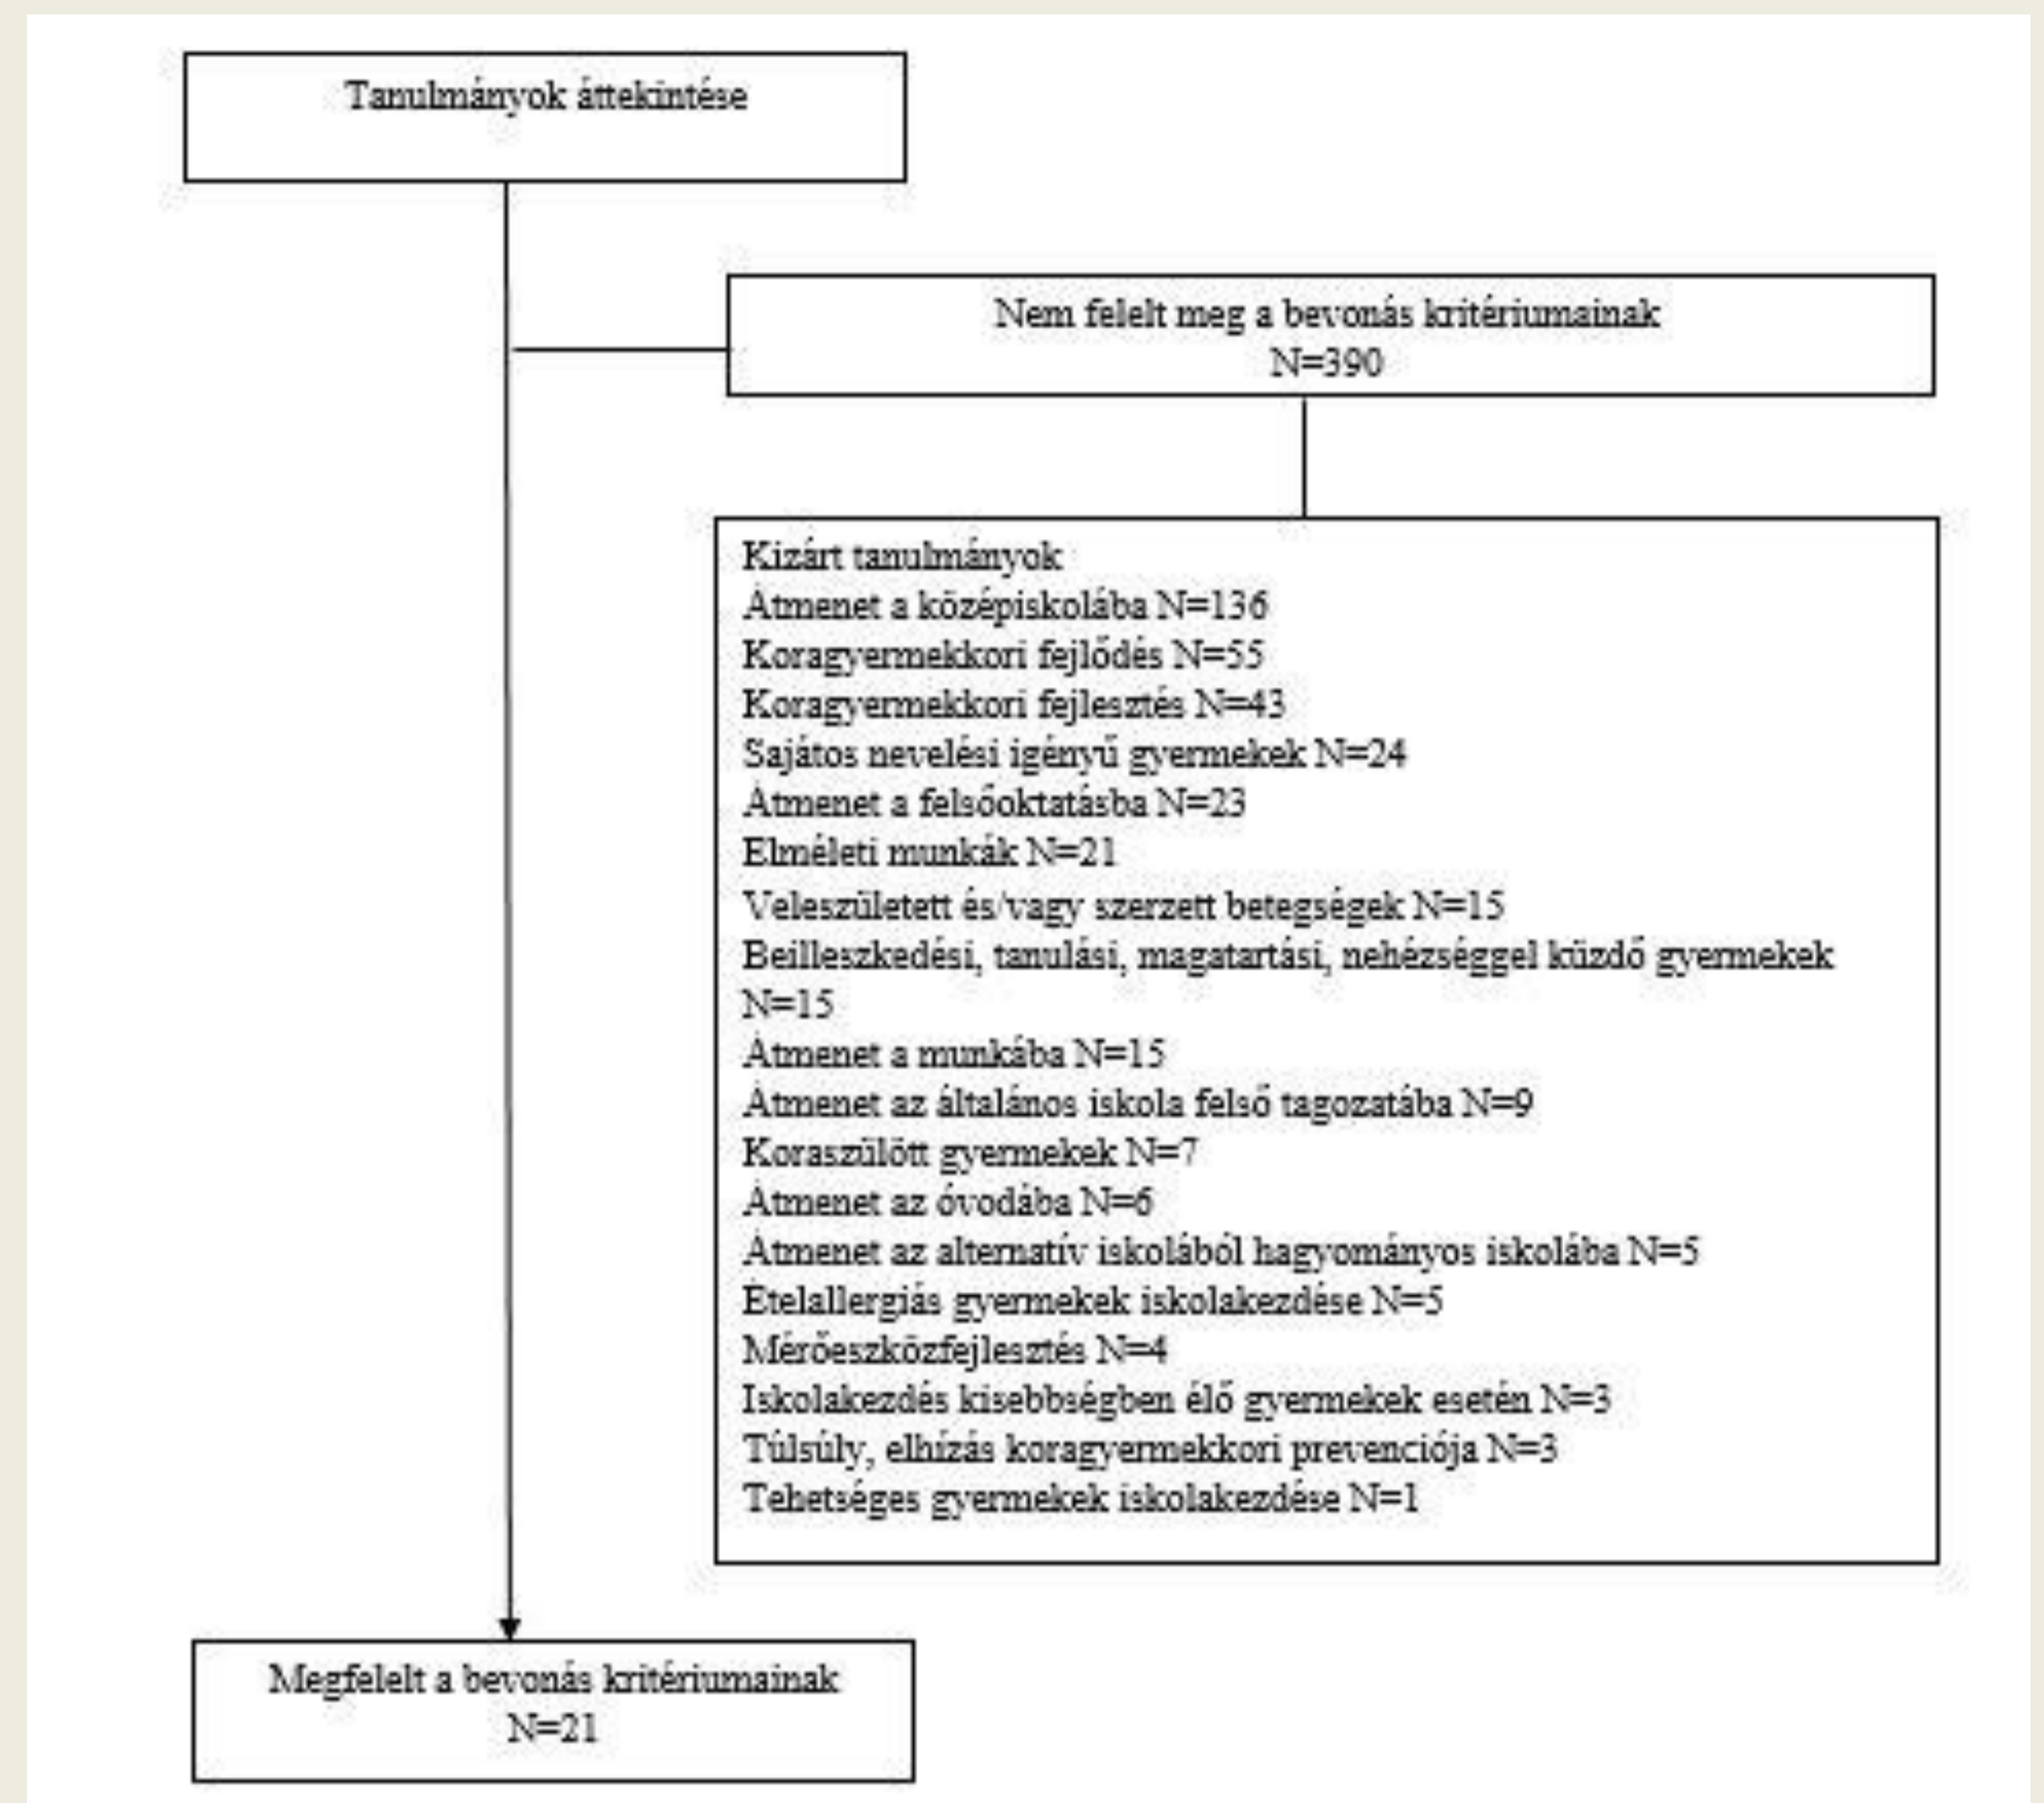 Tanulmányok áttekintése
Nem felelt meg a bevonás kritériumainak
N=390
Kizárt tanulmányok
Átmenet a középiskolába N=136
Koragyermekkori fejlődés N=55
Koragyermekkori fejlesztés N=43
Sajátos nevelési igényű gyermekek N=24
Átmenet a felsőoktatásba N=23
Elméleti munkák N=21
Veleszületett és/vagy szerzett betegségek N=15
Beilleszkedési, tanulási, magatartási, nehézséggel küzdő gyermekek
N=15
Átmenet a munkába N=15
Átmenet az általános iskola felső tagozatába N=9
Koraszülött gyermekek N=7
Átmenet az óvodába N=6
Átmenet az alternatív iskolából hagyományos iskolába N=5
Ételallergiás gyermekek iskolakezdése N=5
Mérőeszközfejlesztés N=4
Iskolakezdés kisebbségben élő gyermekek esetén N=3
Túlsúly, elhízás koragyermekkori prevenciója N=3
Tehetséges gyermekek iskolakezdése N=1
Megfelelt a bevonás kritériumainak
N=21